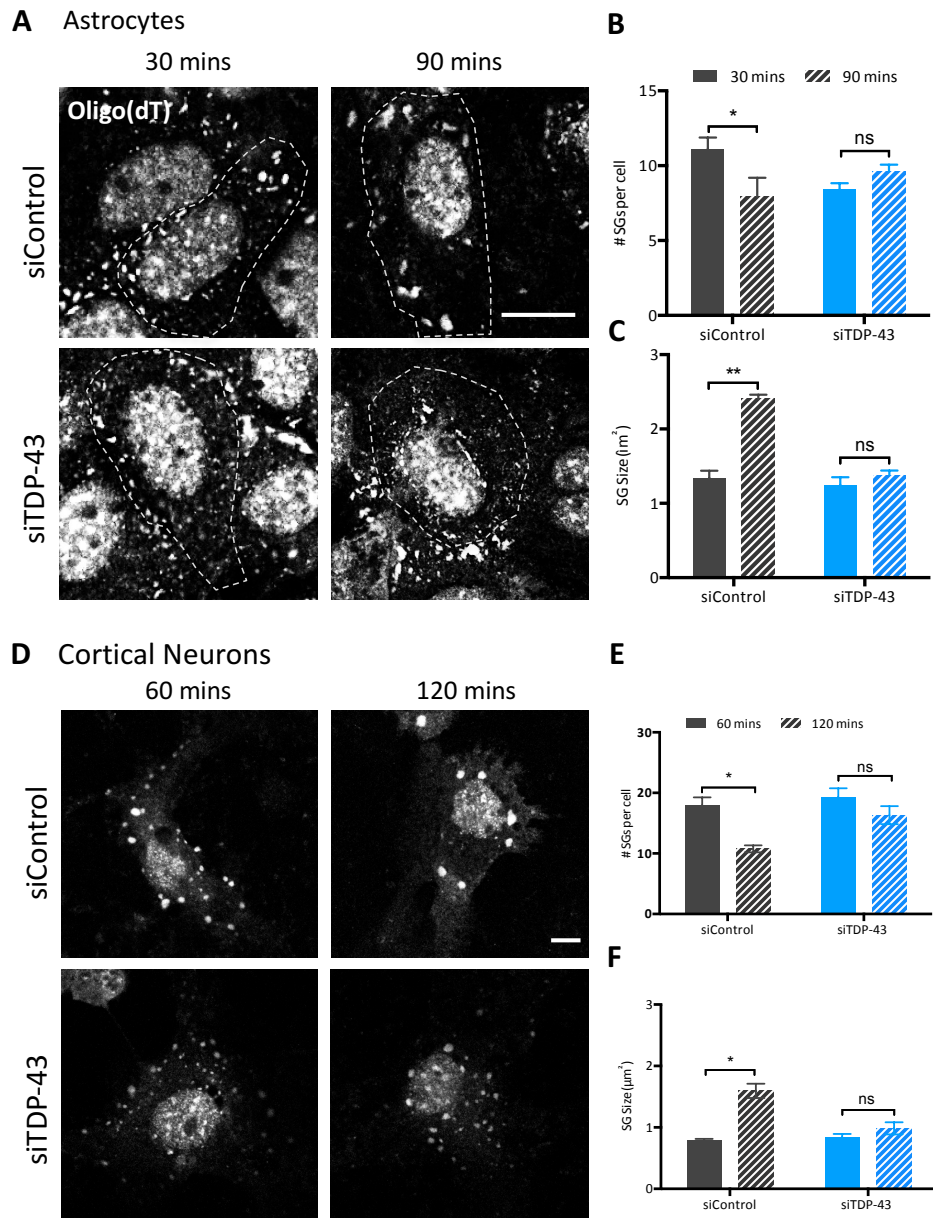 A Astrocytes
30 mins 90 mins
Oligo(dT)
siControl
siTDP-43
B
30 mins 90 mins
# SGs per cell
15
10
5
0
*
ns
siControl siTDP-43
C
SG Size (im²)
3
2
1
0
**
ns
siControl siTDP-43
D Cortical Neurons
60 mins 120 mins
siControl
siTDP-43
E
60 mins 120 mins
# SGs per cell
30
20
10
0
*
ns
siControl siTDP-43
F
SG Size (µm²)
3
2
1
0
*
ns
siControl siTDP-43